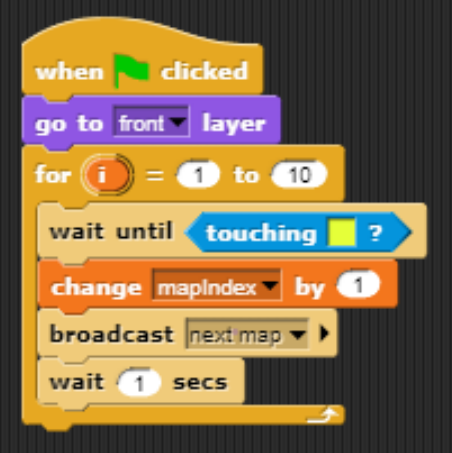 when clicked
go to front layer
for i = 1 to 10
wait until touching ?
change mapIndex by 1
broadcast next map
wait 1 secs